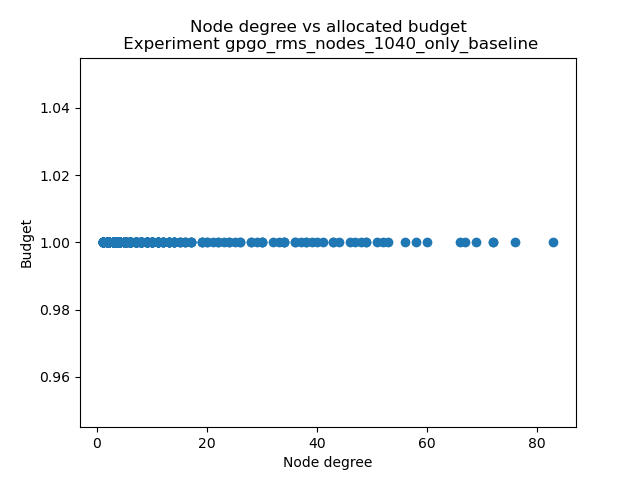 Node degree vs allocated budget
Experiment gpgo_rms_nodes_1040_only_baseline
1.04
1.02
1.00
0.98
0.96
Budget
0
20
40
60
80
Node degree